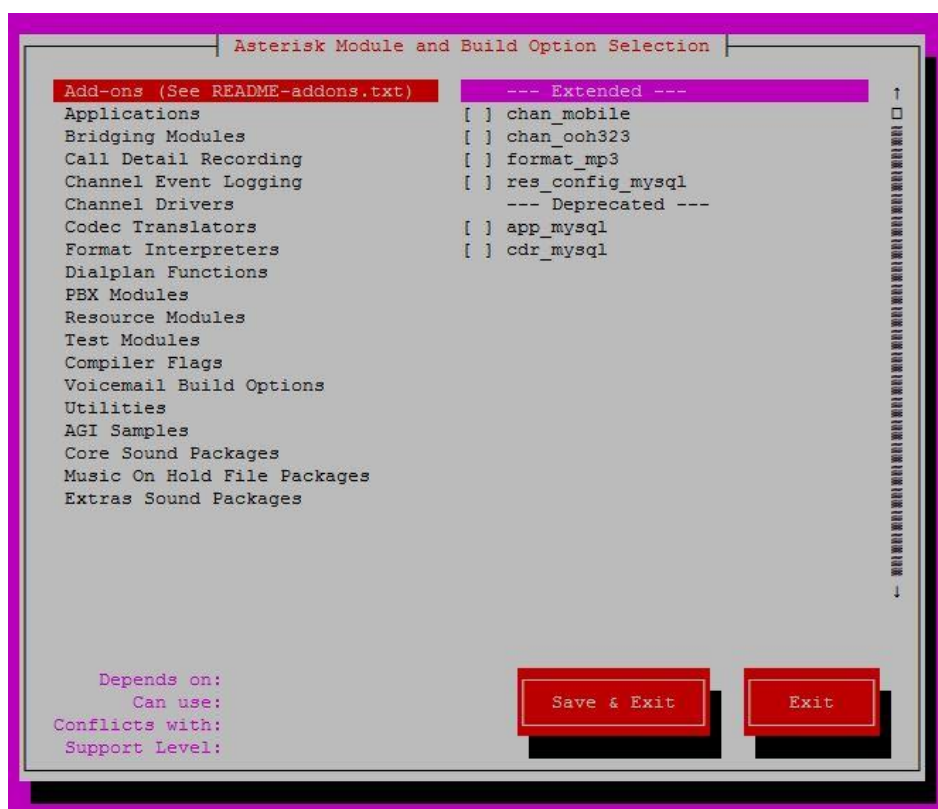 Asterisk Module and Build Option Selection
Add-ons (See README-addons.txt)
Applications
Bridging Modules
Call Detail Recording
Channel Event Logging
Channel Drivers
Codec Translators
Format Interpreters
Dialplan Functions
PBX Modules
Resource Modules
Test Modules
Compiler Flags
Voicemail Build Options
Utilities
AGI Samples
Core Sound Packages
Music On Hold File Packages
Extras Sound Packages
--- Extended ---
[ ] chan_mobile
[ ] chan_ooh323
[ ] format_mp3
[ ] res_config_mysql
--- Deprecated ---
[ ] app_mysql
[ ] cdr_mysql
Depends on:
Can use:
Conflicts with:
Support Level:
Save & Exit
Exit